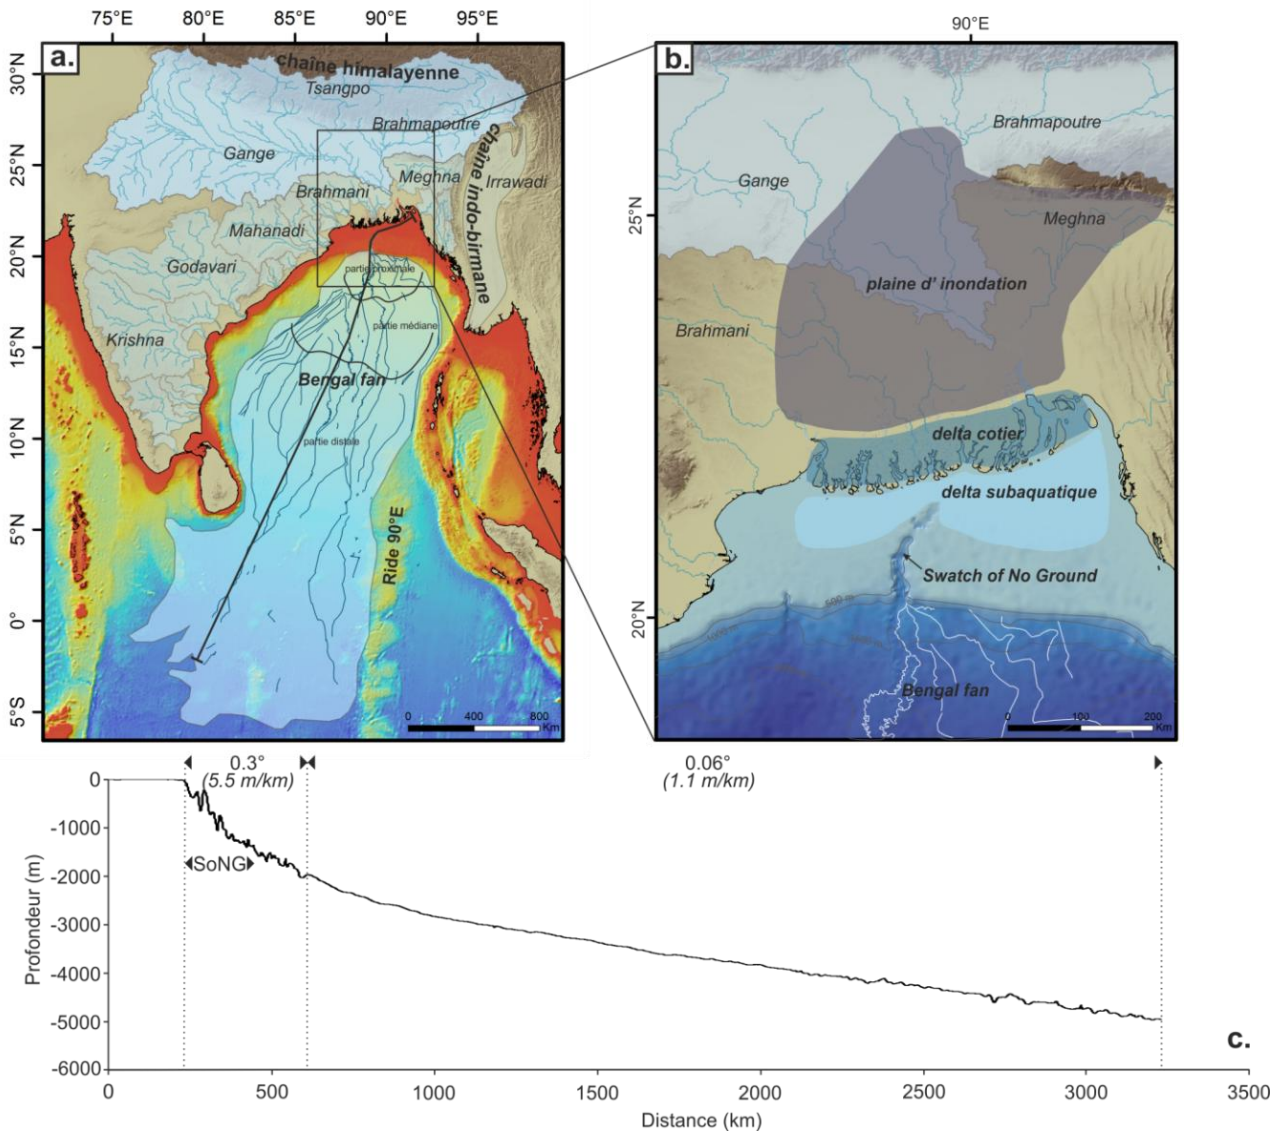 75°E
80°E
85°E
90°E
95°E
90°E
a.
b.
30°N
25°N
20°N
15°N
10°N
5°N
0°
5°S
chaîne himalayenne
Tsangpo
Brahmapoutre
Gange
Meghna
Irrawadi
Brahmani
Mahanadi
Godavari
Krishna
chaîne indo-birmane
partie proximale
partie médiane
Bengal fan
partie distale
Ride 90°E
0
400
800
Km
25°N
20°N
Brahmapoutre
Gange
Meghna
plaine d' inondation
Brahmani
delta cotier
delta subaquatique
Swatch of No Ground
500 m
Bengal fan
0
100
200
Km
0.3°
(5.5 m/km)
0.06°
(1.1 m/km)
SoNG
c.
Profondeur (m)
0
-1000
-2000
-3000
-4000
-5000
-6000
0
500
1000
1500
2000
2500
3000
3500
Distance (km)